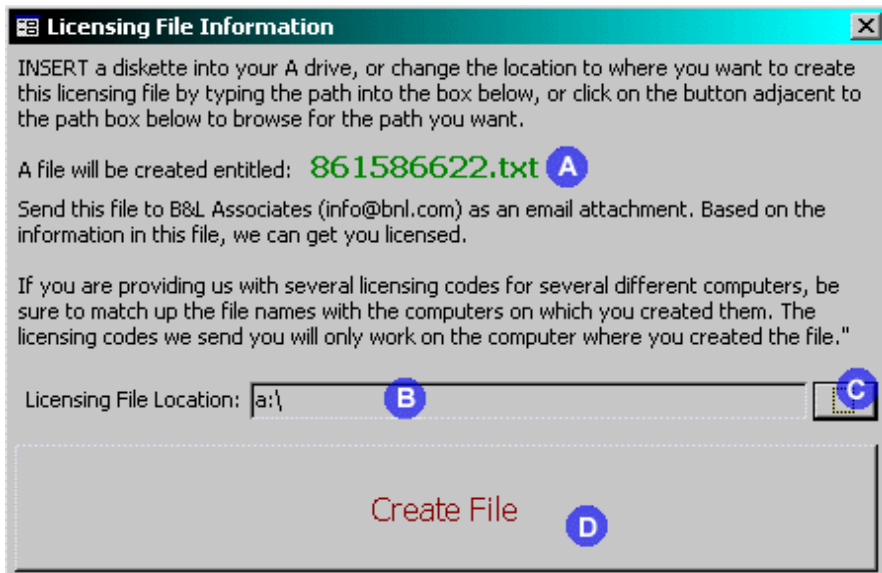 Licensing File Information
INSERT a diskette into your A drive, or change the location to where you want to create
this licensing file by typing the path into the box below, or click on the button adjacent to
the path box below to browse for the path you want.
A file will be created entitled: 861586622.txt A
Send this file to B&L Associates (info@bnl.com) as an email attachment. Based on the
information in this file, we can get you licensed.
If you are providing us with several licensing codes for several different computers, be
sure to match up the file names with the computers on which you created them. The
licensing codes we send you will only work on the computer where you created the file."
Licensing File Location: a:\ B C
Create File D